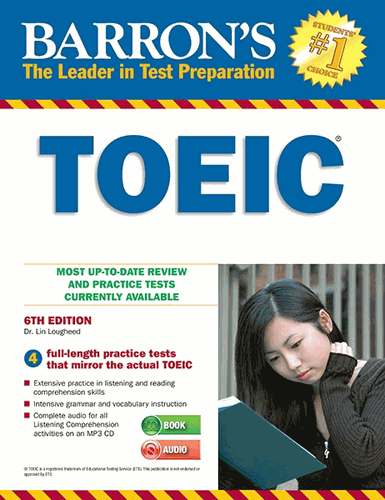 BARRON'S
The Leader in Test Preparation
STUDENTS'
#1
CHOICE
TOEIC®
MOST UP-TO-DATE REVIEW
AND PRACTICE TESTS
CURRENTLY AVAILABLE
6TH EDITION
Dr. Lin Lougheed
4 full-length practice tests
that mirror the actual TOEIC
Extensive practice in listening and reading
comprehension skills
Intensive grammar and vocabulary instruction
Complete audio for all
Listening Comprehension
activities on an MP3 CD
BOOK
AUDIO
® TOEIC is a registered trademark of Educational Testing Service (ETS). This publication is not endorsed or
approved by ETS.